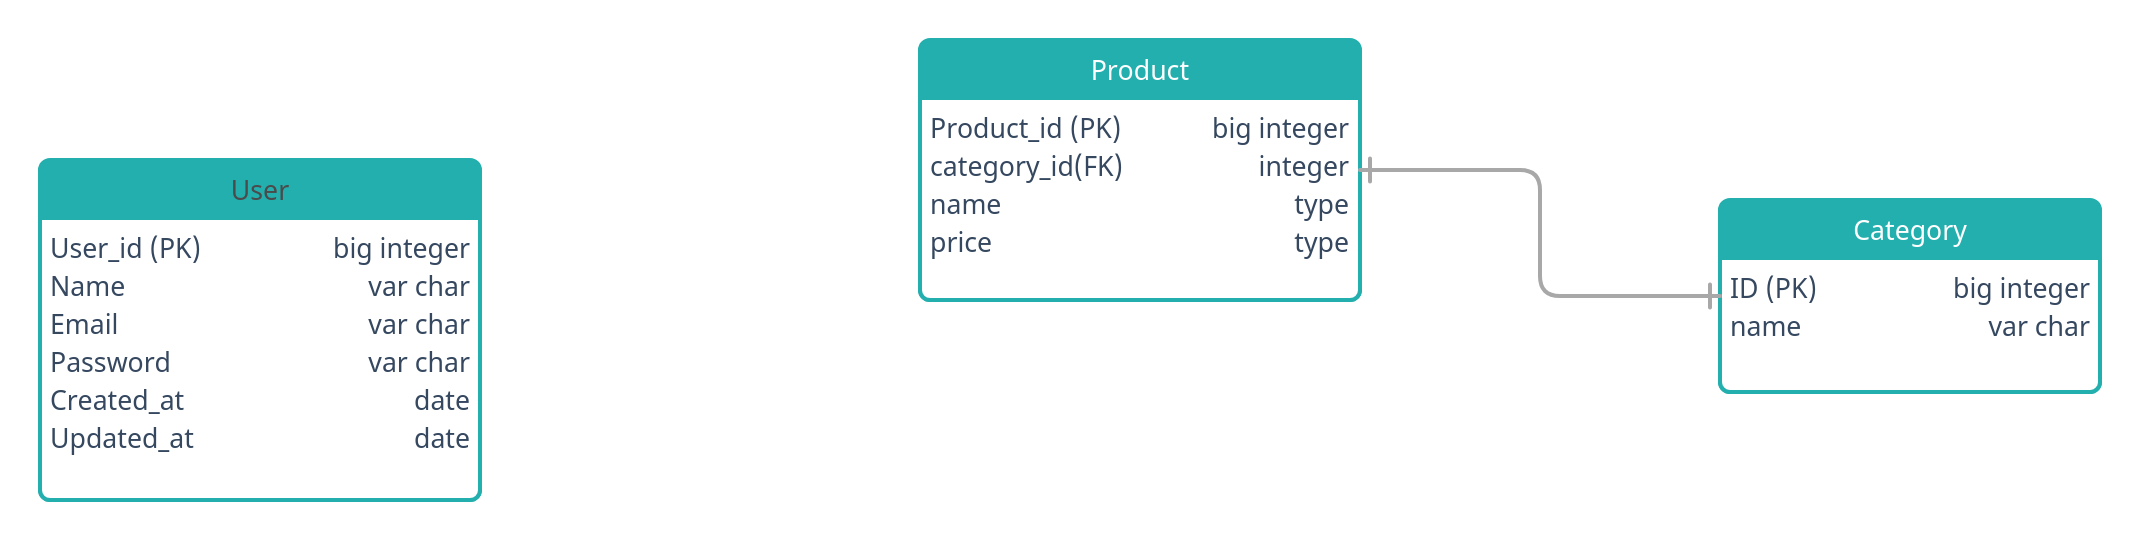 User
User_id (PK) big integer
Name var char
Email var char
Password var char
Created_at date
Updated_at date
Product
Product_id (PK) big integer
category_id(FK) integer
name type
price type
Category
ID (PK) big integer
name var char